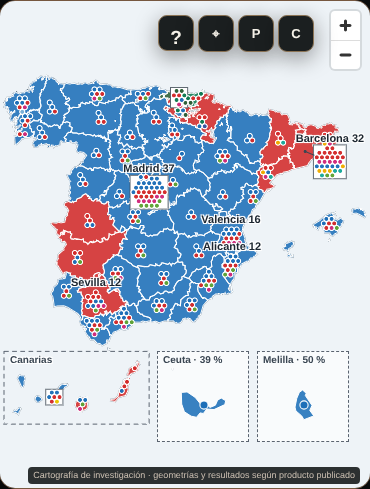 ? ⌖ P C
+
−
Barcelona 32
Madrid 37
Valencia 16
Alicante 12
Sevilla 12
Canarias
Ceuta · 39 %
Melilla · 50 %
Cartografía de investigación · geometrías y resultados según producto publicado